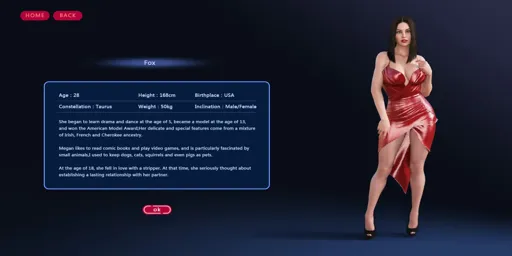 HOME BACK
Fox
Age : 28 Height : 168cm Birthplace : USA
Constellation : Taurus Weight : 50kg Inclination : Male/Female
She began to learn drama and dance at the age of 5, became a model at the age of 13,
and won the American Model Award.Her delicate and special features come from a mixture
of Irish, French and Cherokee ancestry.
Megan likes to read comic books and play video games, and is particularly fascinated by
small animals,I used to keep dogs, cats, squirrels and even pigs as pets.
At the age of 18, she fell in love with a stripper. At that time, she seriously thought about
establishing a lasting relationship with her partner.
ok